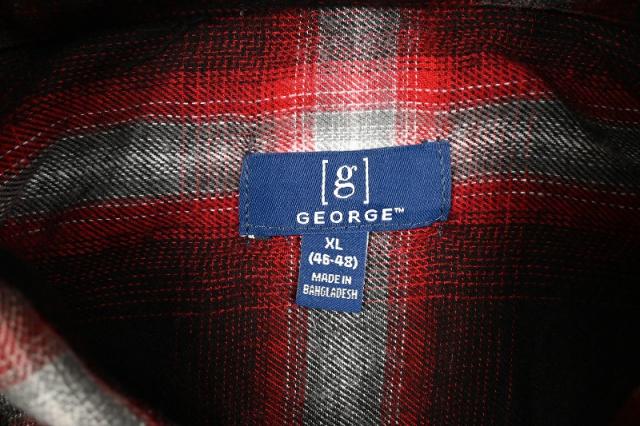 [g]
GEORGE™
XL
(46-48)
MADE IN
BANGLADESH